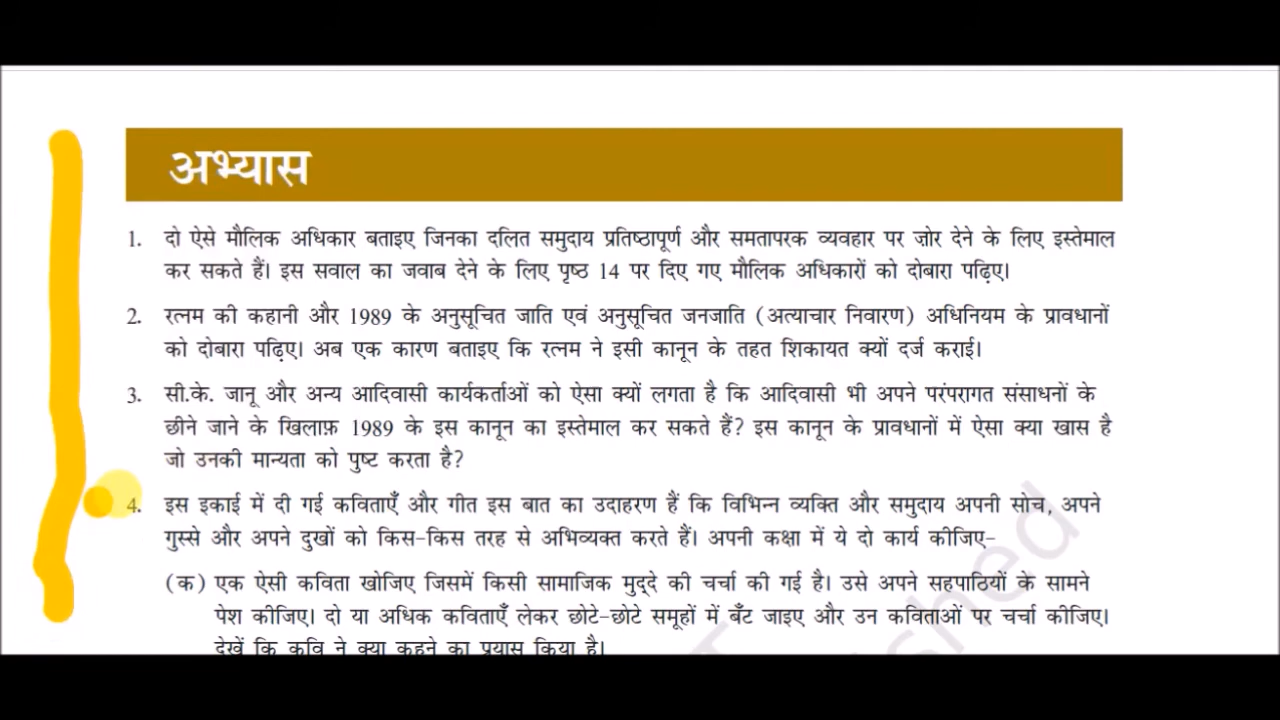 अभ्यास
1. दो ऐसे मौलिक अधिकार बताइए जिनका दलित समुदाय प्रतिष्ठापूर्ण और समतापरक व्यवहार पर ज़ोर देने के लिए इस्तेमाल
कर सकते हैं। इस सवाल का जवाब देने के लिए पृष्ठ 14 पर दिए गए मौलिक अधिकारों को दोबारा पढ़िए।
2. रत्नम की कहानी और 1989 के अनुसूचित जाति एवं अनुसूचित जनजाति (अत्याचार निवारण) अधिनियम के प्रावधानों
को दोबारा पढ़िए। अब एक कारण बताइए कि रत्नम ने इसी कानून के तहत शिकायत क्यों दर्ज कराई।
3. सी.के. जानू और अन्य आदिवासी कार्यकर्ताओं को ऐसा क्यों लगता है कि आदिवासी भी अपने परंपरागत संसाधनों के
छीने जाने के खिलाफ़ 1989 के इस कानून का इस्तेमाल कर सकते हैं? इस कानून के प्रावधानों में ऐसा क्या खास है
जो उनकी मान्यता को पुष्ट करता है?
4. इस इकाई में दी गई कविताएँ और गीत इस बात का उदाहरण हैं कि विभिन्न व्यक्ति और समुदाय अपनी सोच, अपने
गुस्से और अपने दुखों को किस-किस तरह से अभिव्यक्त करते हैं। अपनी कक्षा में ये दो कार्य कीजिए-
(क) एक ऐसी कविता खोजिए जिसमें किसी सामाजिक मुद्दे की चर्चा की गई है। उसे अपने सहपाठियों के सामने
पेश कीजिए। दो या अधिक कविताएँ लेकर छोटे-छोटे समूहों में बँट जाइए और उन कविताओं पर चर्चा कीजिए।
देखें कि कवि ने क्या कहने का प्रयास किया है।